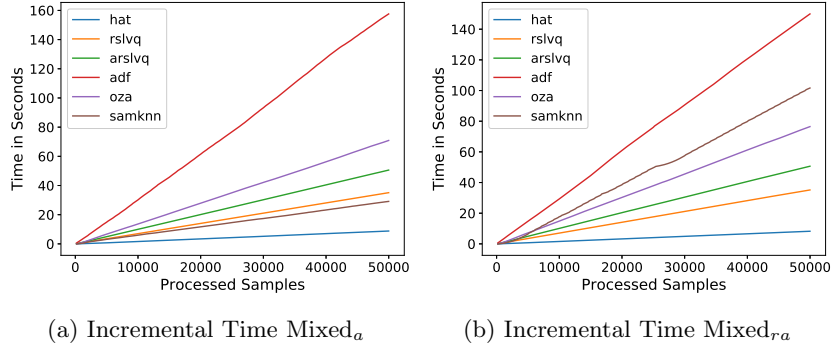 160
140
120
100
80
60
40
20
0
Time in Seconds
hat
rslvq
arslvq
adf
oza
samknn
0 10000 20000 30000 40000 50000
Processed Samples
(a) Incremental Time Mixed_a
140
120
100
80
60
40
20
0
Time in Seconds
hat
rslvq
arslvq
adf
oza
samknn
0 10000 20000 30000 40000 50000
Processed Samples
(b) Incremental Time Mixed_ra